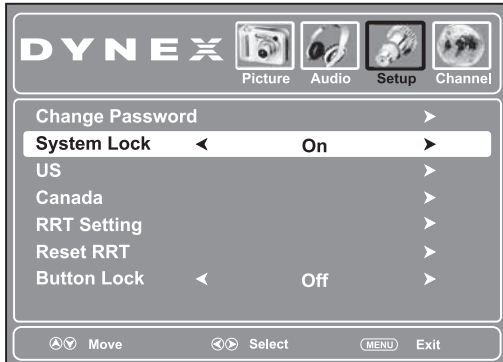 DYNEX
Picture Audio Setup Channel
Change Password
System Lock On
US
Canada
RRT Setting
Reset RRT
Button Lock Off
Move Select MENU Exit